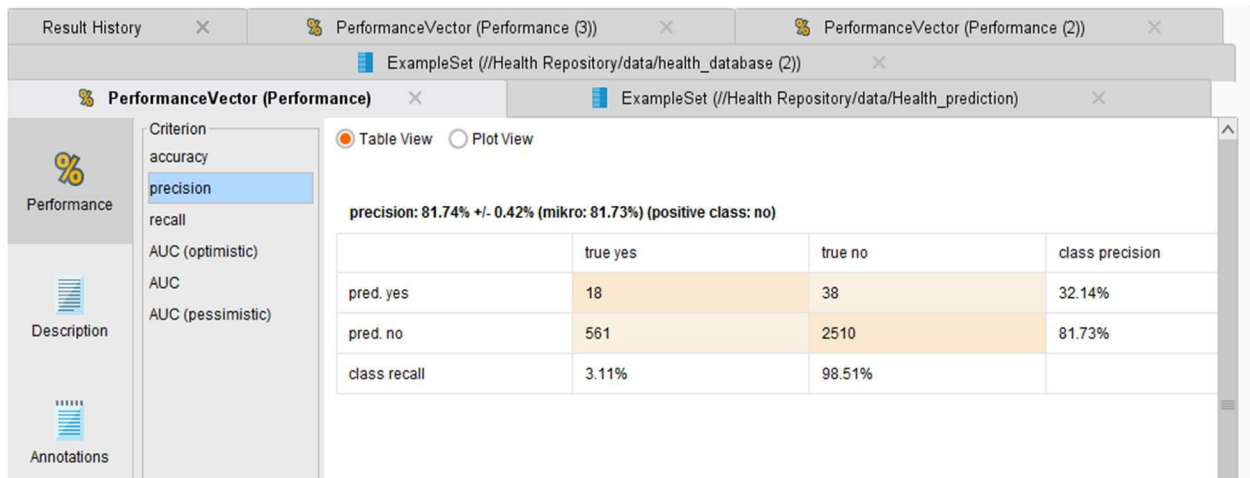 Result History
PerformanceVector (Performance (3))
PerformanceVector (Performance (2))
ExampleSet (//Health Repository/data/health_database (2))
PerformanceVector (Performance)
ExampleSet (//Health Repository/data/Health_prediction)
Performance
Description
Annotations
Criterion
accuracy
precision
recall
AUC (optimistic)
AUC
AUC (pessimistic)
Table View Plot View
precision: 81.74% +/- 0.42% (mikro: 81.73%) (positive class: no)
true yes true no class precision
pred. yes 18 38 32.14%
pred. no 561 2510 81.73%
class recall 3.11% 98.51%